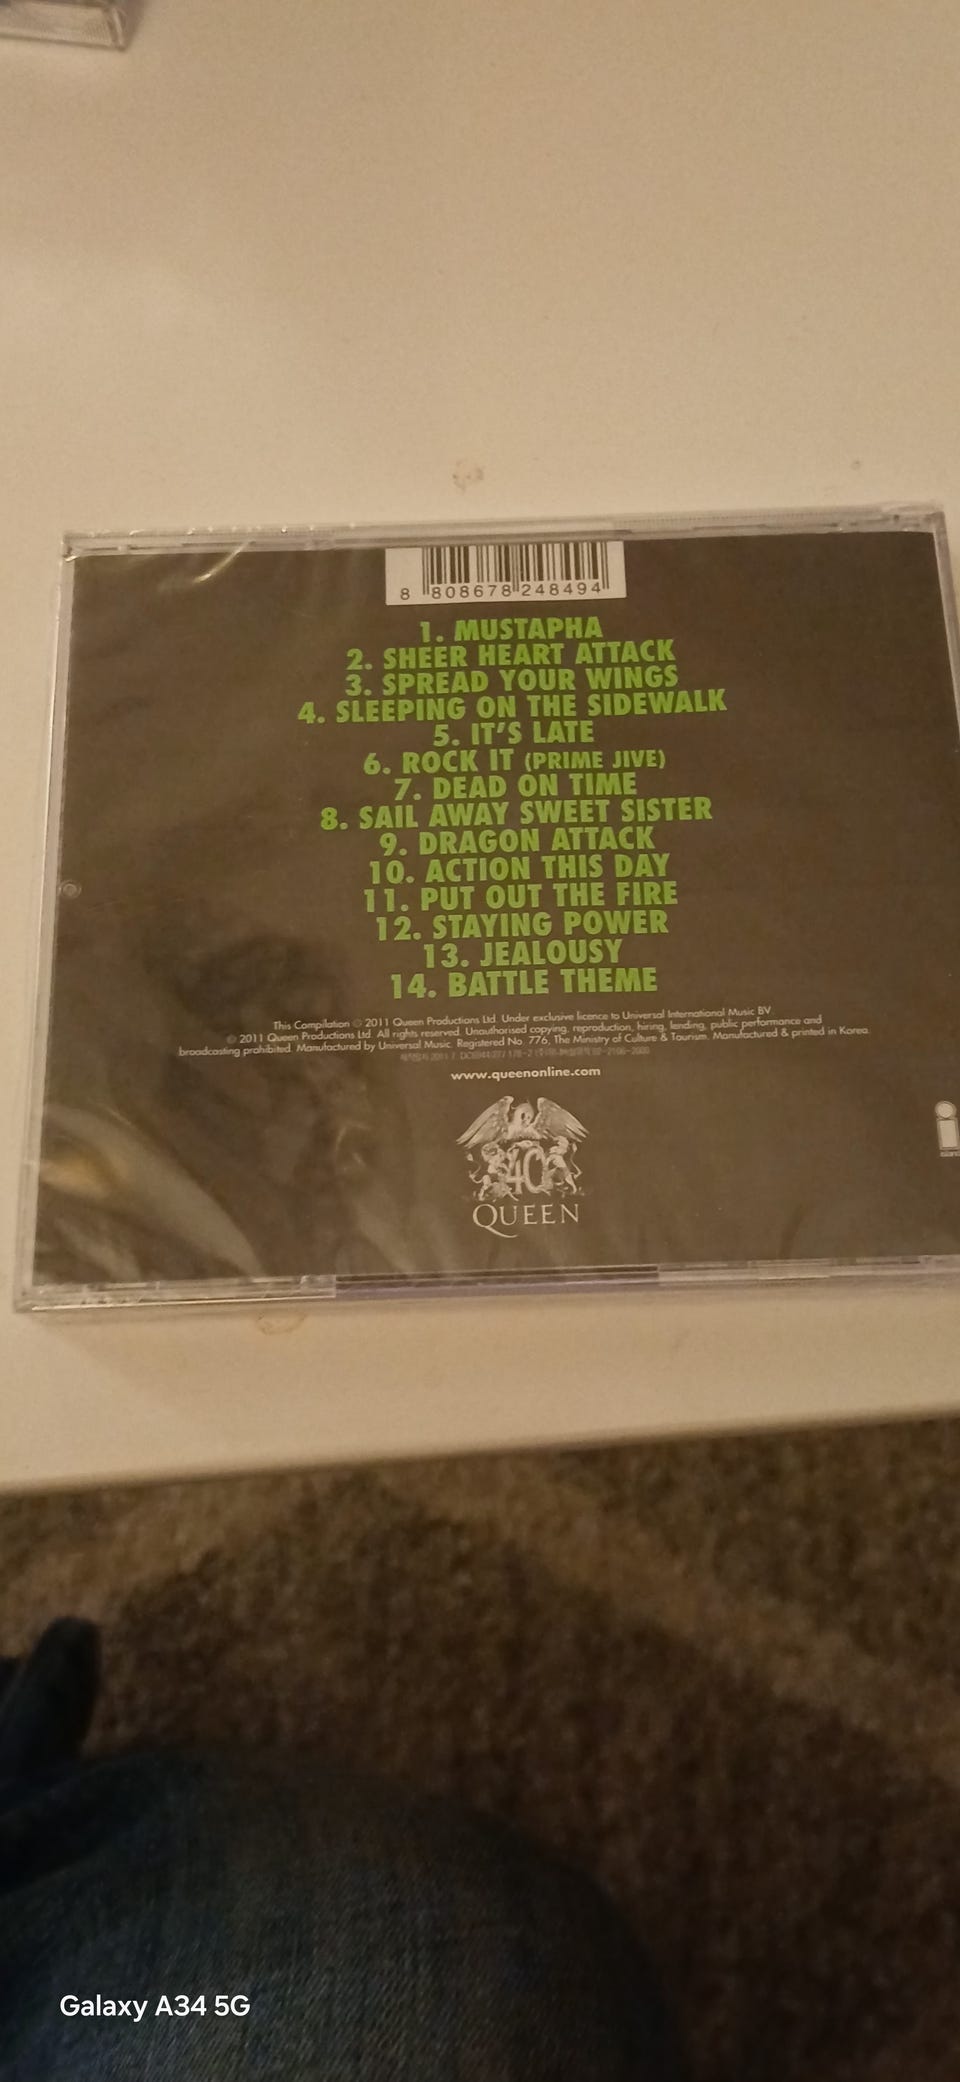 8 808678 248494
1. MUSTAPHA
2. SHEER HEART ATTACK
3. SPREAD YOUR WINGS
4. SLEEPING ON THE SIDEWALK
5. IT'S LATE
6. ROCK IT (PRIME JIVE)
7. DEAD ON TIME
8. SAIL AWAY SWEET SISTER
9. DRAGON ATTACK
10. ACTION THIS DAY
11. PUT OUT THE FIRE
12. STAYING POWER
13. JEALOUSY
14. BATTLE THEME
This Compilation ℗ 2011 Queen Productions Ltd. Under exclusive licence to Universal International Music BV
© 2011 Queen Productions Ltd. All rights reserved. Unauthorised copying, reproduction, hiring, lending, public performance and
broadcasting prohibited. Manufactured by Universal Music. Registered No. 776, The Ministry of Culture & Tourism. Manufactured & printed in Korea.
www.queenonline.com
40
QUEEN
island
Galaxy A34 5G